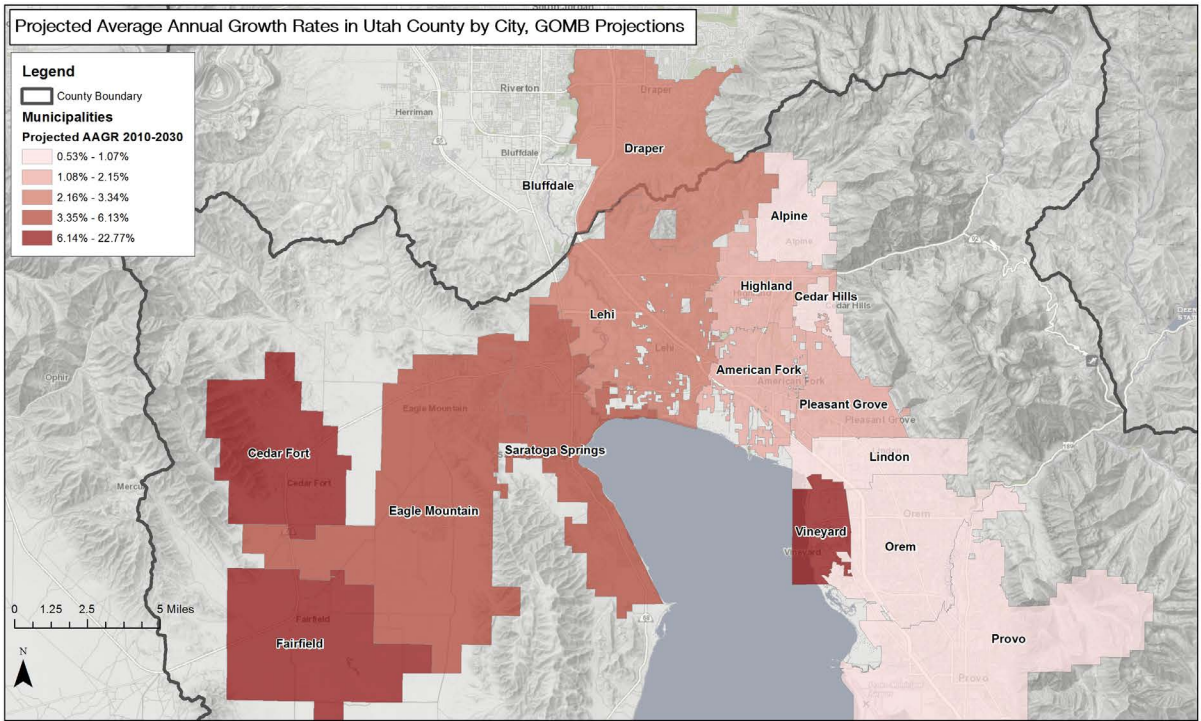 Projected Average Annual Growth Rates in Utah County by City, GOMB Projections
Legend
County Boundary
Municipalities
Projected AAGR 2010-2030
0.53% - 1.07%
1.08% - 2.15%
2.16% - 3.34%
3.35% - 6.13%
6.14% - 22.77%
Riverton
Draper
Herriman
Draper
Bluffdale
Bluffdale
Alpine
Alpine
Highland
Highland
Cedar Hills
Cedar Hills
Lehi
Lehi
American Fork
American Fork
Ophir
Eagle Mountain
Pleasant Grove
Pleasant Grove
Saratoga Springs
Cedar Fort
Cedar Fort
Lindon
Eagle Mountain
Orem
Vineyard
Orem
Vineyard
0 1.25 2.5 5 Miles
Fairfield
Fairfield
Provo
Provo
N